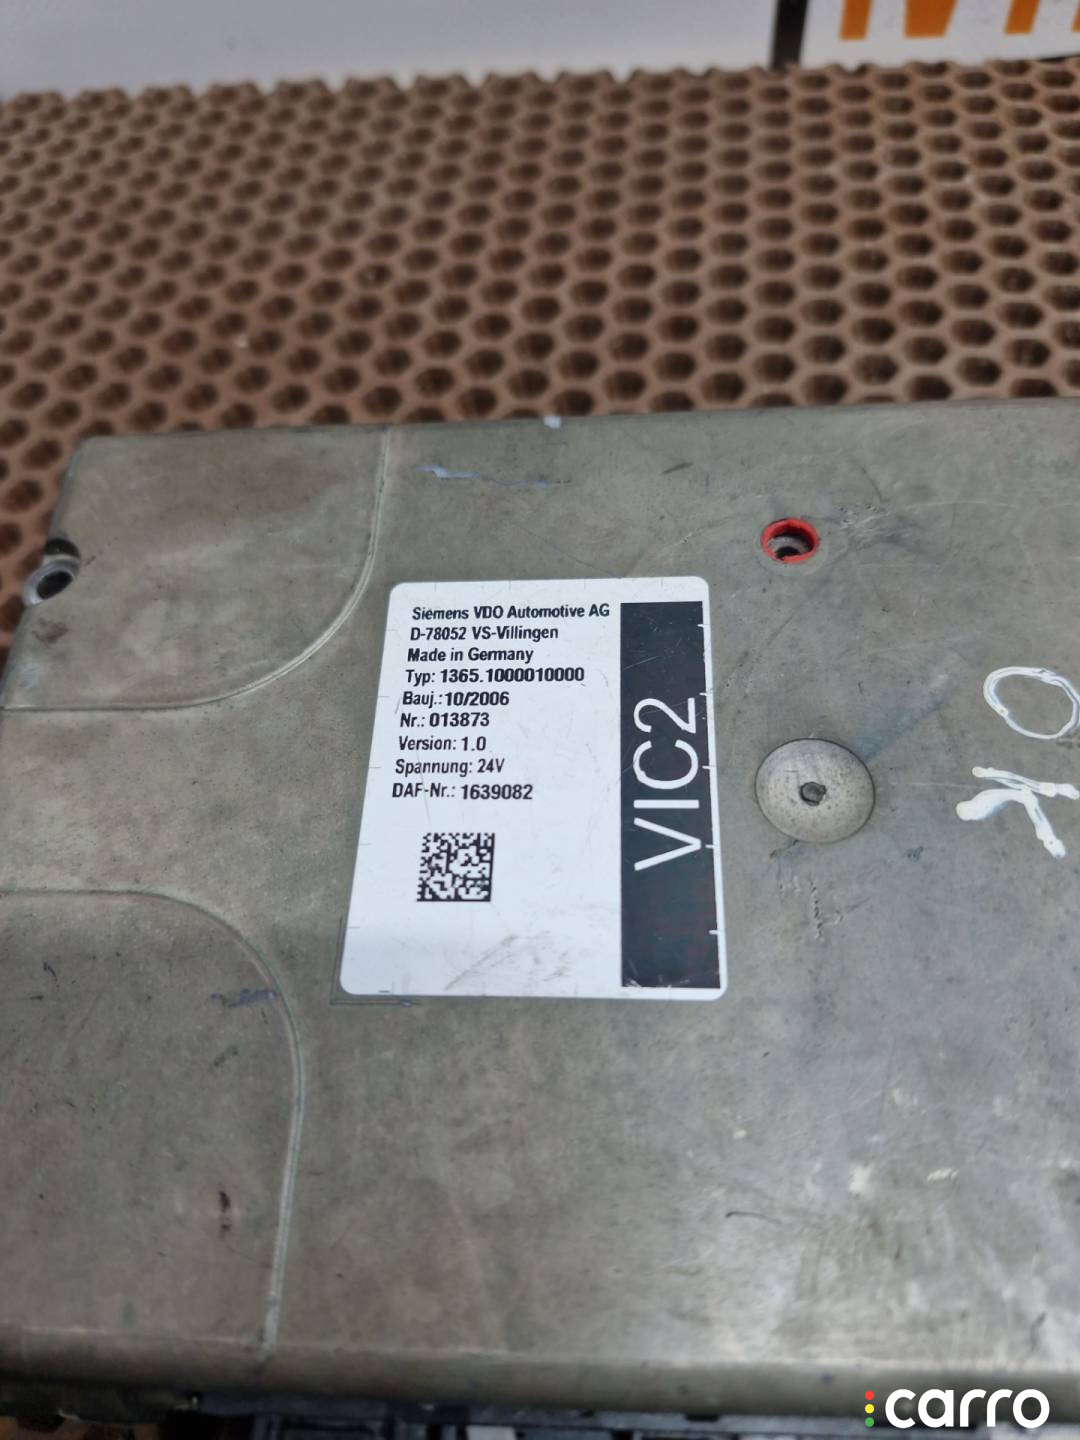 Siemens VDO Automotive AG
D-78052 VS-Villingen
Made in Germany
Typ: 1365.1000010000
Bauj.: 10/2006
Nr.: 013873
Version: 1.0
Spannung: 24V
DAF-Nr.: 1639082
VIC2
OK
carro